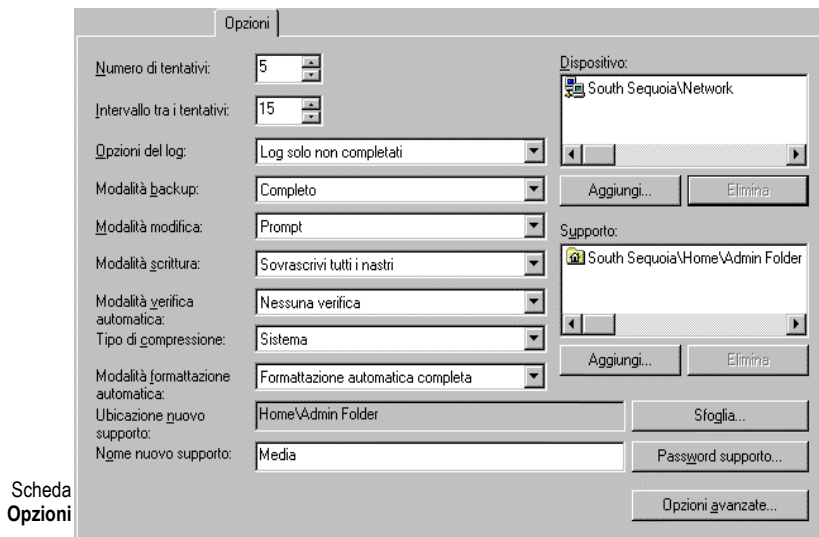 Opzioni
Numero di tentativi: 5
Intervallo tra i tentativi: 15
Opzioni del log: Log solo non completati
Modalità backup: Completo
Modalità modifica: Prompt
Modalità scrittura: Sovrascrivi tutti i nastri
Modalità verifica
automatica: Nessuna verifica
Tipo di compressione: Sistema
Modalità formattazione
automatica: Formattazione automatica completa
Ubicazione nuovo
supporto: Home\Admin Folder
Nome nuovo supporto: Media
Dispositivo:
South Sequoia\Network
Aggiungi... Elimina
Supporto:
South Sequoia\Home\Admin Folder
Aggiungi... Elimina
Sfoglia...
Password supporto...
Opzioni avanzate...
Scheda
Opzioni